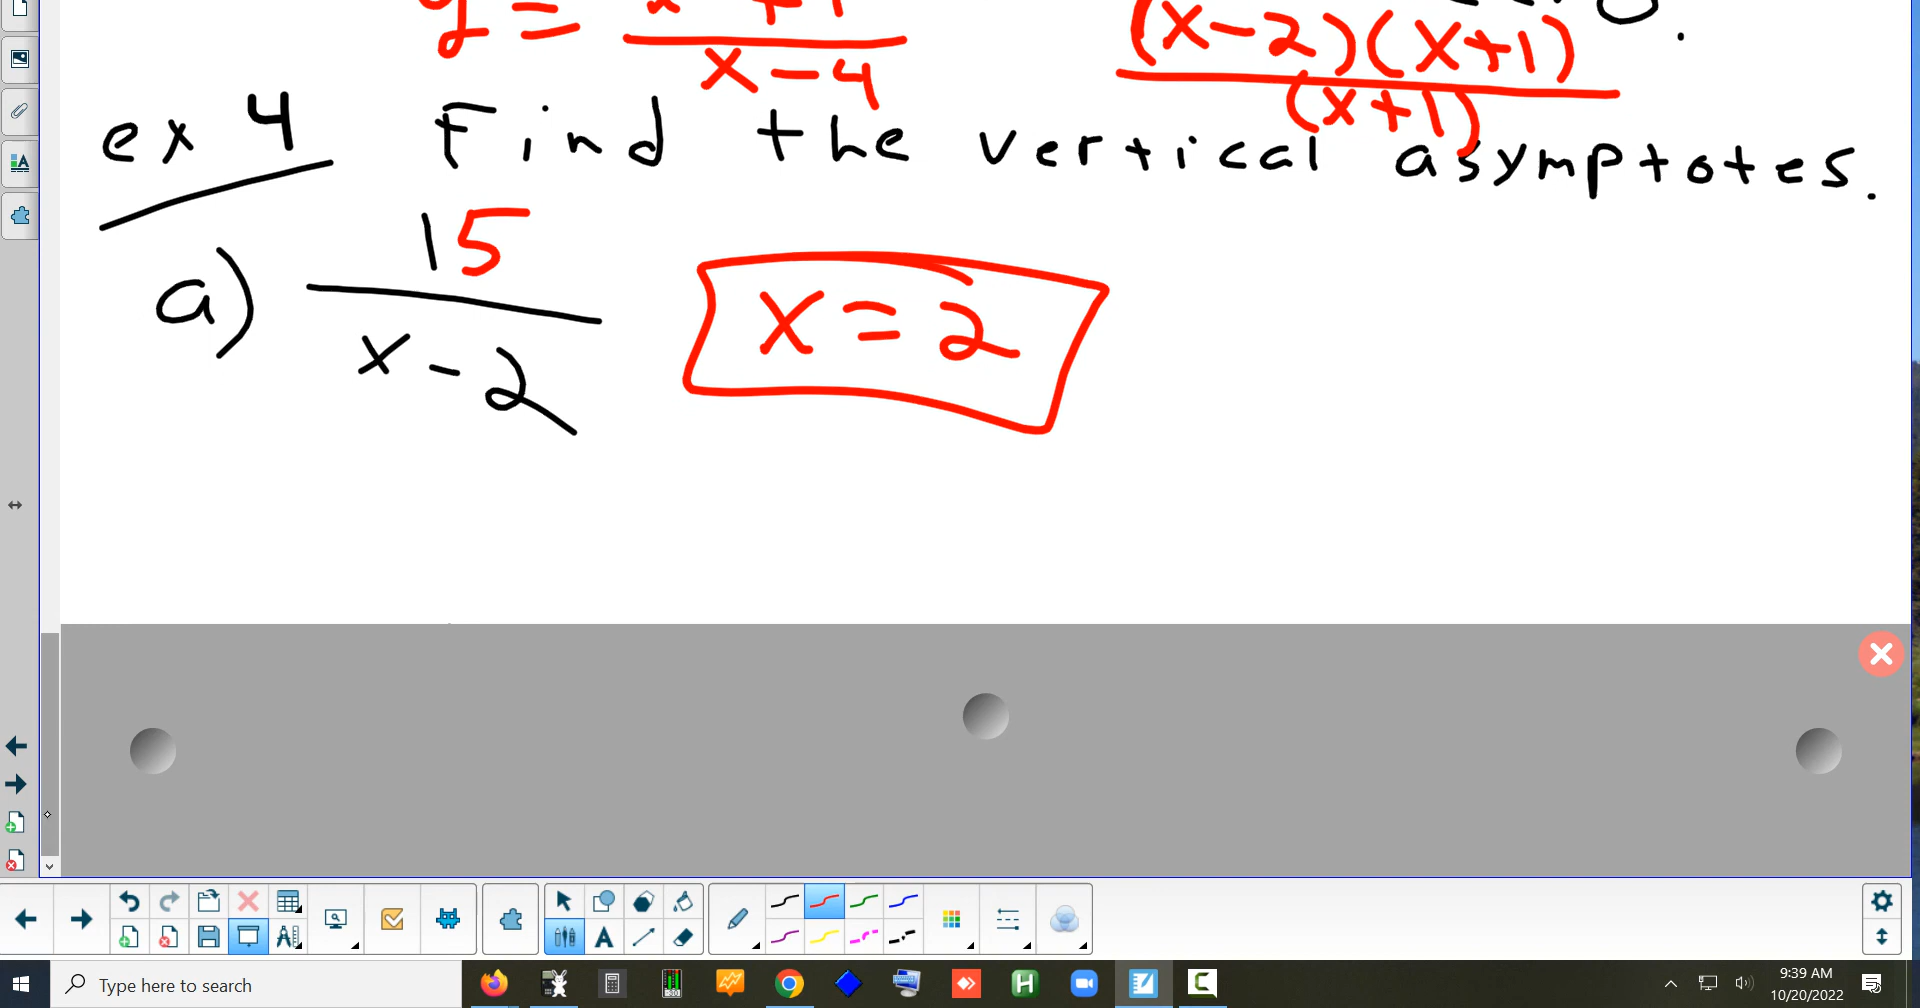 x - 4
(x-2)(x+1)
(x+1)
ex 4 Find the vertical asymptotes.
a) 15
x - 2
x = 2
Type here to search
9:39 AM
10/20/2022